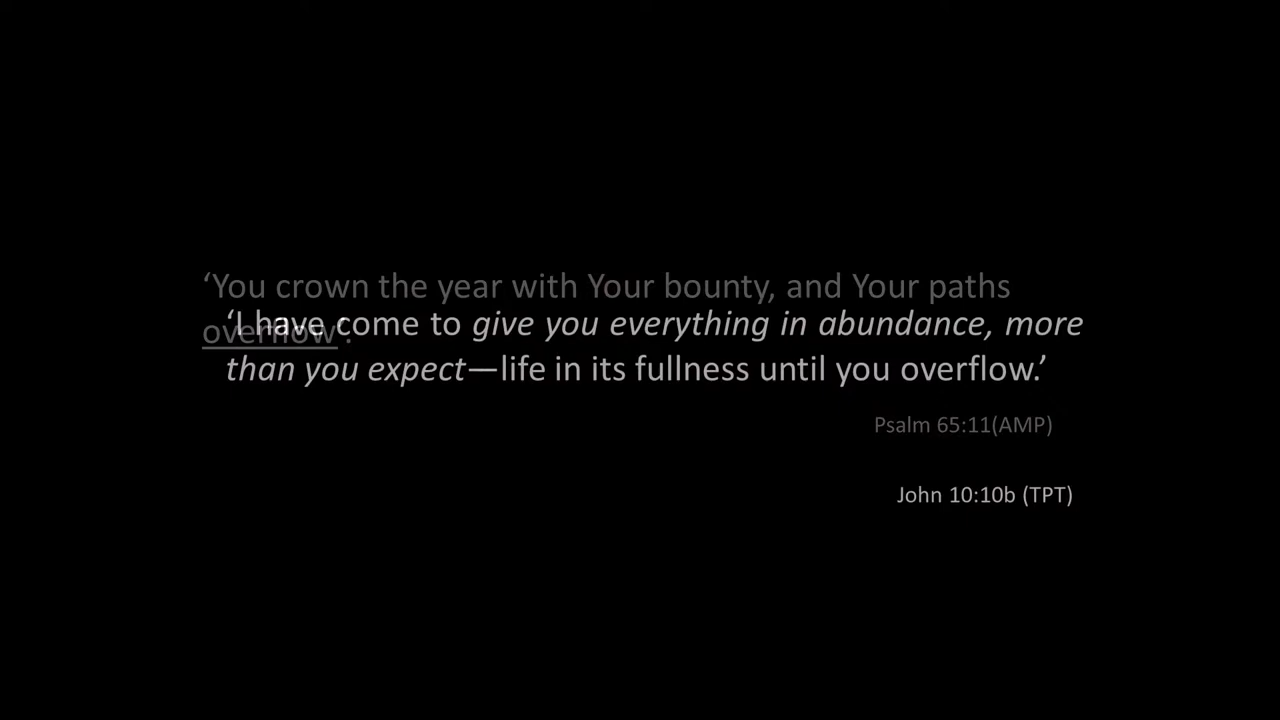 ‘You crown the year with Your bounty, and Your paths
overflow’.
‘I have come to give you everything in abundance, more
than you expect—life in its fullness until you overflow.’
Psalm 65:11(AMP)
John 10:10b (TPT)